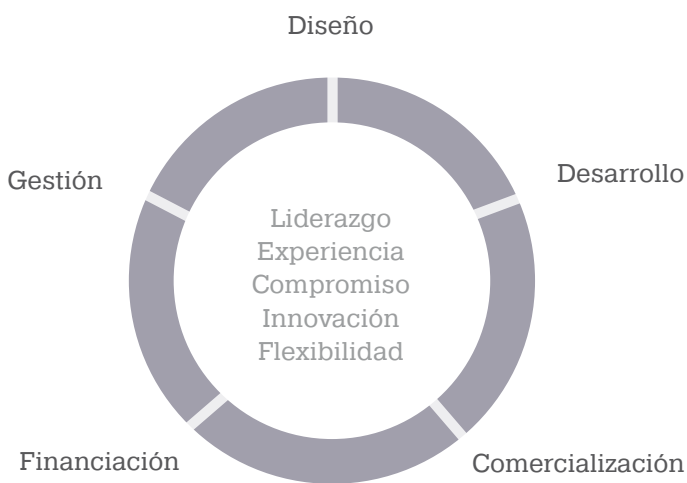 Diseño
Desarrollo
Gestión
Liderazgo
Experiencia
Compromiso
Innovación
Flexibilidad
Financiación
Comercialización